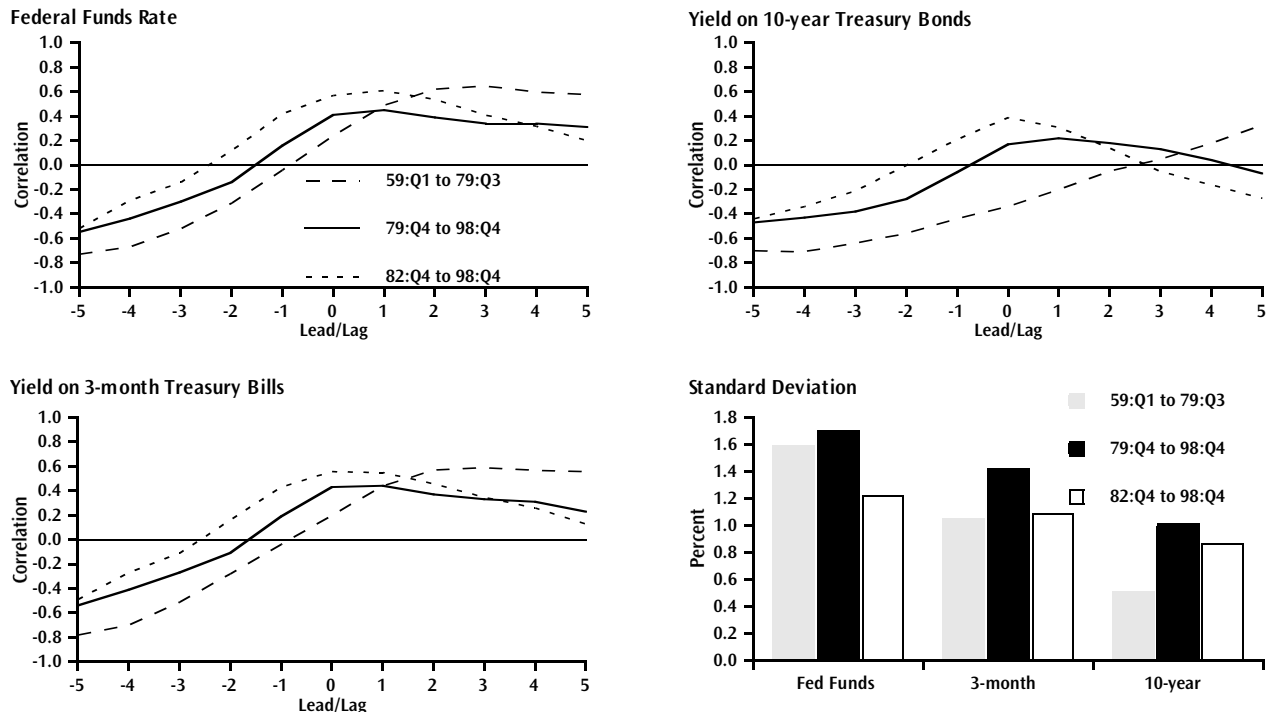 Federal Funds Rate
1.0
0.8
0.6
0.4
0.2
0.0
-0.2
-0.4
-0.6
-0.8
-1.0
Correlation
59:Q1 to 79:Q3
79:Q4 to 98:Q4
82:Q4 to 98:Q4
-5 -4 -3 -2 -1 0 1 2 3 4 5
Lead/Lag
Yield on 10-year Treasury Bonds
1.0
0.8
0.6
0.4
0.2
0.0
-0.2
-0.4
-0.6
-0.8
-1.0
Correlation
-5 -4 -3 -2 -1 0 1 2 3 4 5
Lead/Lag
Yield on 3-month Treasury Bills
1.0
0.8
0.6
0.4
0.2
0.0
-0.2
-0.4
-0.6
-0.8
-1.0
Correlation
-5 -4 -3 -2 -1 0 1 2 3 4 5
Lead/Lag
Standard Deviation
59:Q1 to 79:Q3
79:Q4 to 98:Q4
82:Q4 to 98:Q4
1.8
1.6
1.4
1.2
1.0
0.8
0.6
0.4
0.2
0.0
Percent
Fed Funds 3-month 10-year